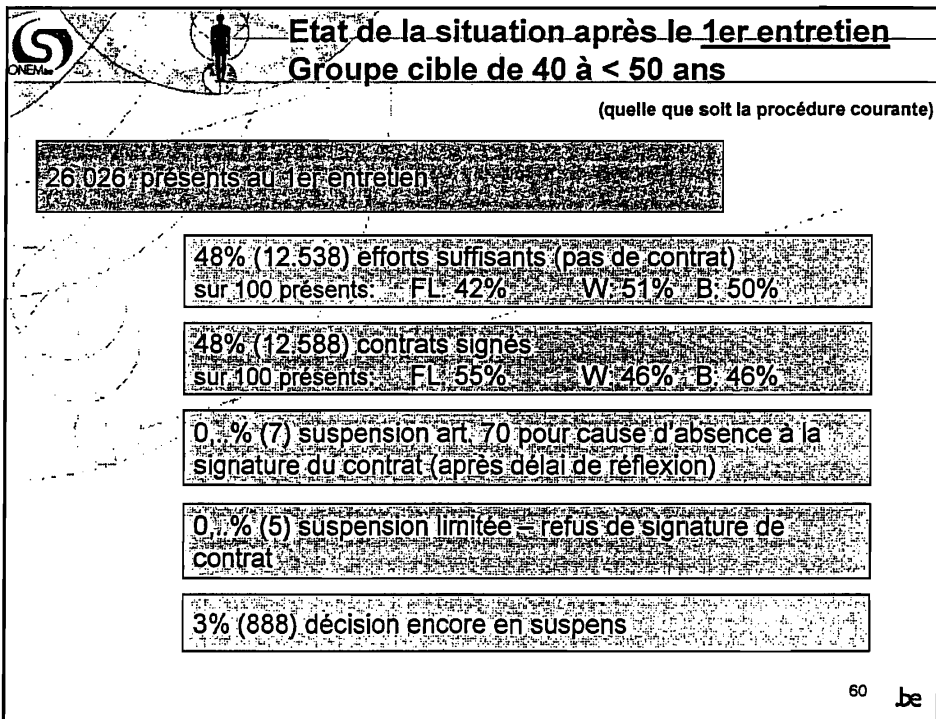 ONEM.be
Etat de la situation après le 1er entretien
Groupe cible de 40 à < 50 ans
(quelle que soit la procédure courante)
26.026 présents au 1er entretien
48% (12.538) efforts suffisants (pas de contrat)
sur 100 présents: FL: 42% W: 51% B: 50%
48% (12.588) contrats signés
sur 100 présents: FL: 55% W: 46% B: 46%
0,..% (7) suspension art. 70 pour cause d'absence à la
signature du contrat (après délai de réflexion)
0,..% (5) suspension limitée – refus de signature de
contrat
3% (888) décision encore en suspens
60
.be